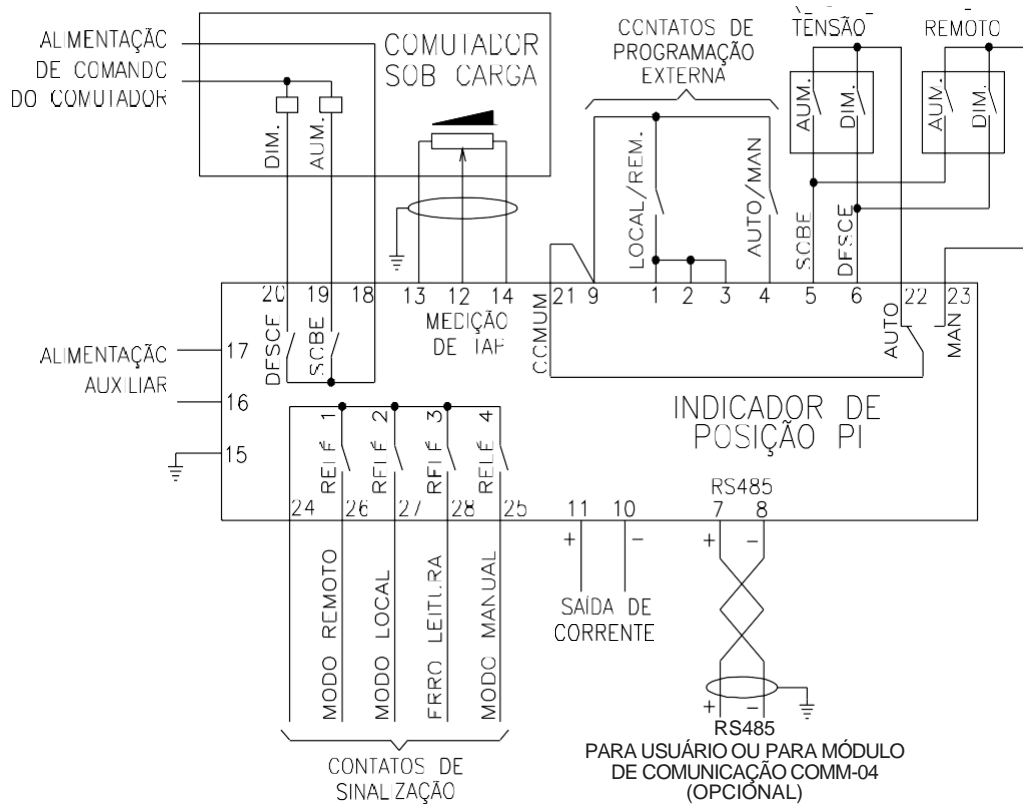 ALIMENTAÇÃO
DE COMANDO
DO COMUTADOR
COMUTADOR
SOB CARGA
DIM.
AUM.
CONTATOS DE
PROGRAMAÇÃO
EXTERNA
TENSÃO
REMOTO
AUM.
DIM.
AUM.
DIM.
LOCAL/REM.
AUTO/MAN
SOBE
DESCE
20
19
18
13
12
14
21
9
1
2
3
4
5
6
22
23
DESCE
SOBE
MEDIÇÃO
DE TAP
COMUM
AUTO
MAN
ALIMENTAÇÃO
AUXILIAR
17
16
15
INDICADOR DE
POSIÇÃO PI
RELÉ 1
RELÉ 2
RELÉ 3
RELÉ 4
RS485
24
26
27
28
25
11
10
7
8
+
-
+
-
MODO REMOTO
MODO LOCAL
ERRO LEITURA
MODO MANUAL
SAÍDA DE
CORRENTE
+
-
RS485
PARA USUÁRIO OU PARA MÓDULO
DE COMUNICAÇÃO COMM-04
(OPCIONAL)
CONTATOS DE
SINALIZAÇÃO